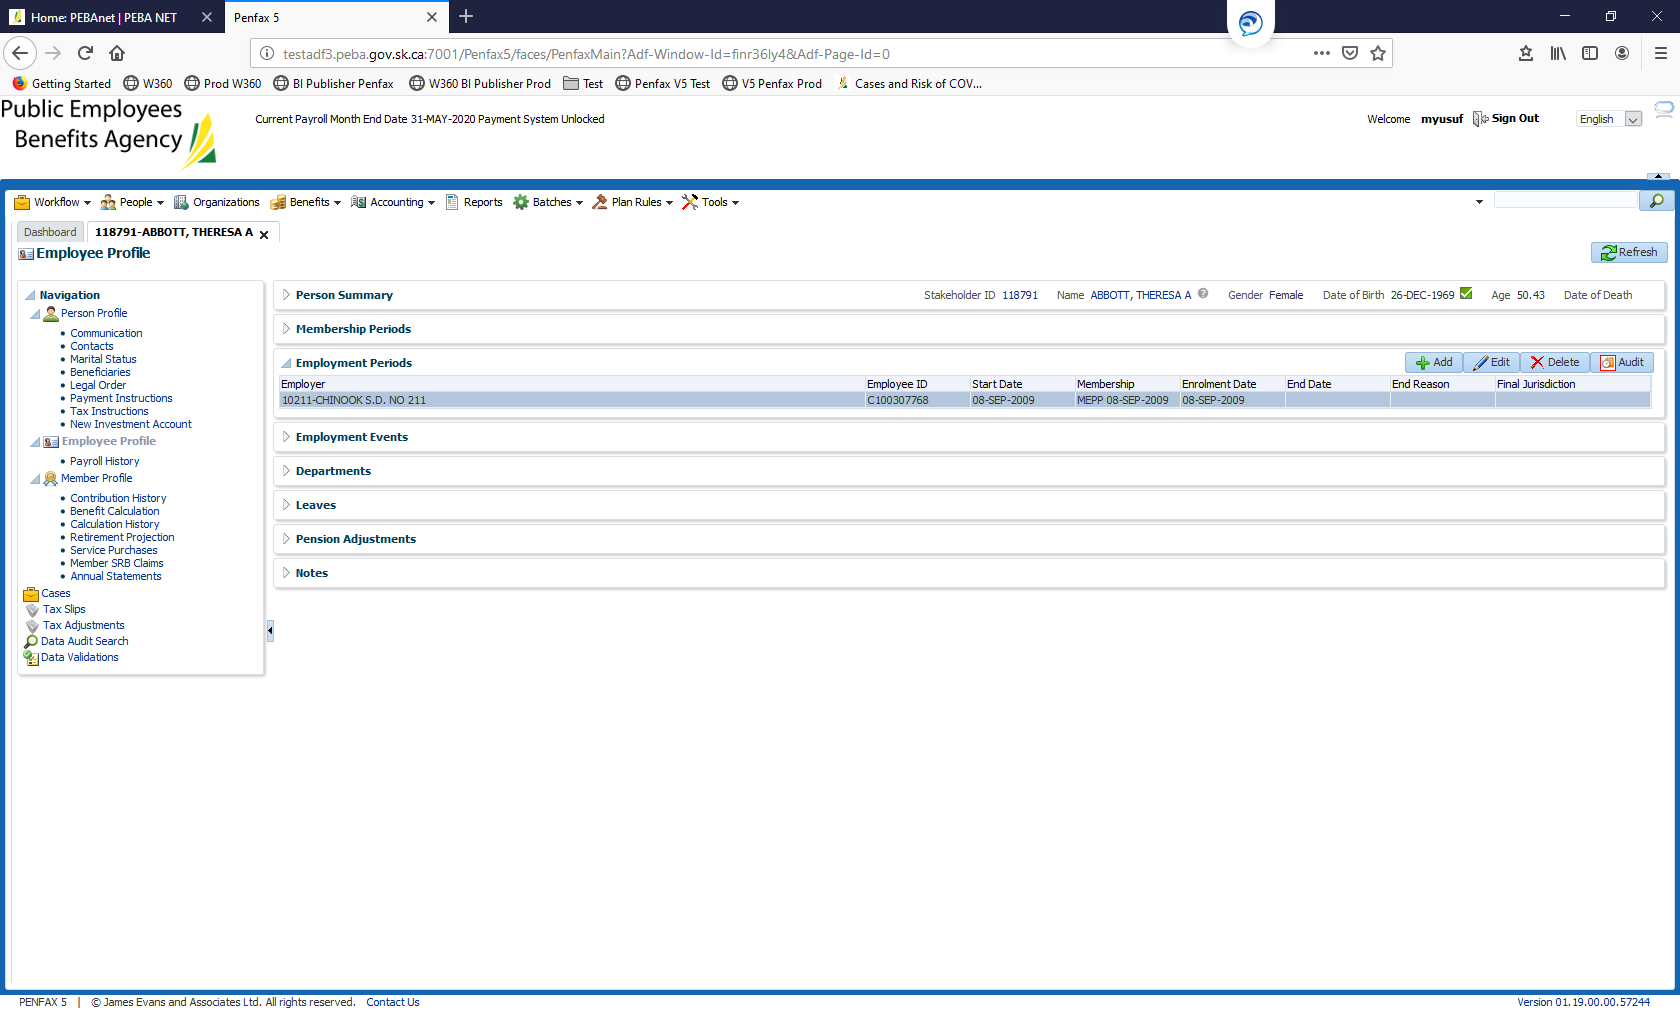 Home: PEBAnet | PEBA NET
Penfax 5
testadf3.peba.gov.sk.ca:7001/Penfax5/faces/PenfaxMain?Adf-Window-Id=finr36ly4&Adf-Page-Id=0
Getting Started W360 Prod W360 BI Publisher Penfax W360 BI Publisher Prod Test Penfax V5 Test V5 Penfax Prod Cases and Risk of COV...
Public Employees
Benefits Agency
Current Payroll Month End Date 31-MAY-2020 Payment System Unlocked
Welcome myusuf Sign Out English
Workflow People Organizations Benefits Accounting Reports Batches Plan Rules Tools
Dashboard 118791-ABBOTT, THERESA A
Employee Profile
Refresh
Navigation
Person Profile
Communication
Contacts
Marital Status
Beneficiaries
Legal Order
Payment Instructions
Tax Instructions
New Investment Account
Employee Profile
Payroll History
Member Profile
Contribution History
Benefit Calculation
Calculation History
Retirement Projection
Service Purchases
Member SRB Claims
Annual Statements
Cases
Tax Slips
Tax Adjustments
Data Audit Search
Data Validations
Person Summary Stakeholder ID 118791 Name ABBOTT, THERESA A Gender Female Date of Birth 26-DEC-1969 Age 50.43 Date of Death
Membership Periods
Employment Periods Add Edit Delete Audit
Employer Employee ID Start Date Membership Enrolment Date End Date End Reason Final Jurisdiction
10211-CHINOOK S.D. NO 211 C100307768 08-SEP-2009 MEPP 08-SEP-2009 08-SEP-2009
Employment Events
Departments
Leaves
Pension Adjustments
Notes
PENFAX 5 | © James Evans and Associates Ltd. All rights reserved. Contact Us
Version 01.19.00.00.57244